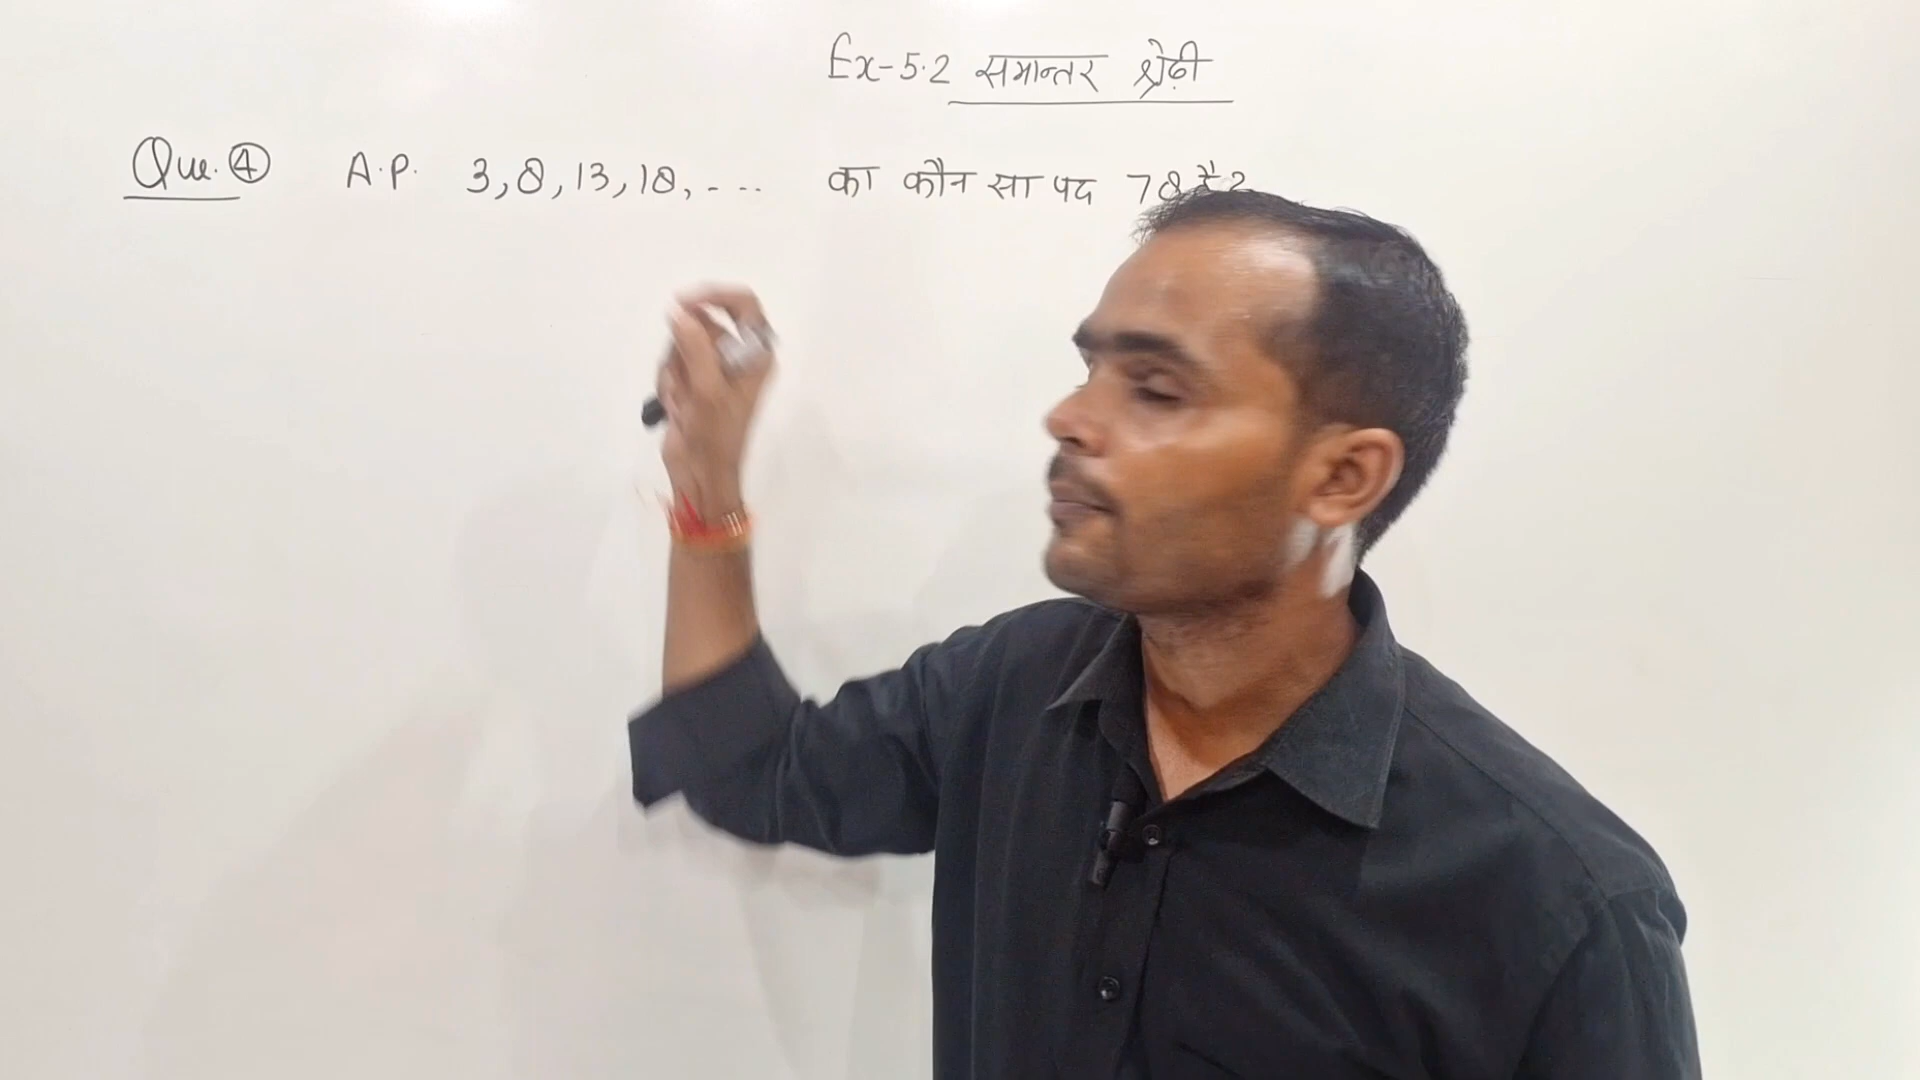 Ex-5.2 समान्तर श्रेढ़ी
Que. ④ A.P. 3, 8, 13, 18, - - - का कौन सा पद 78 है ?